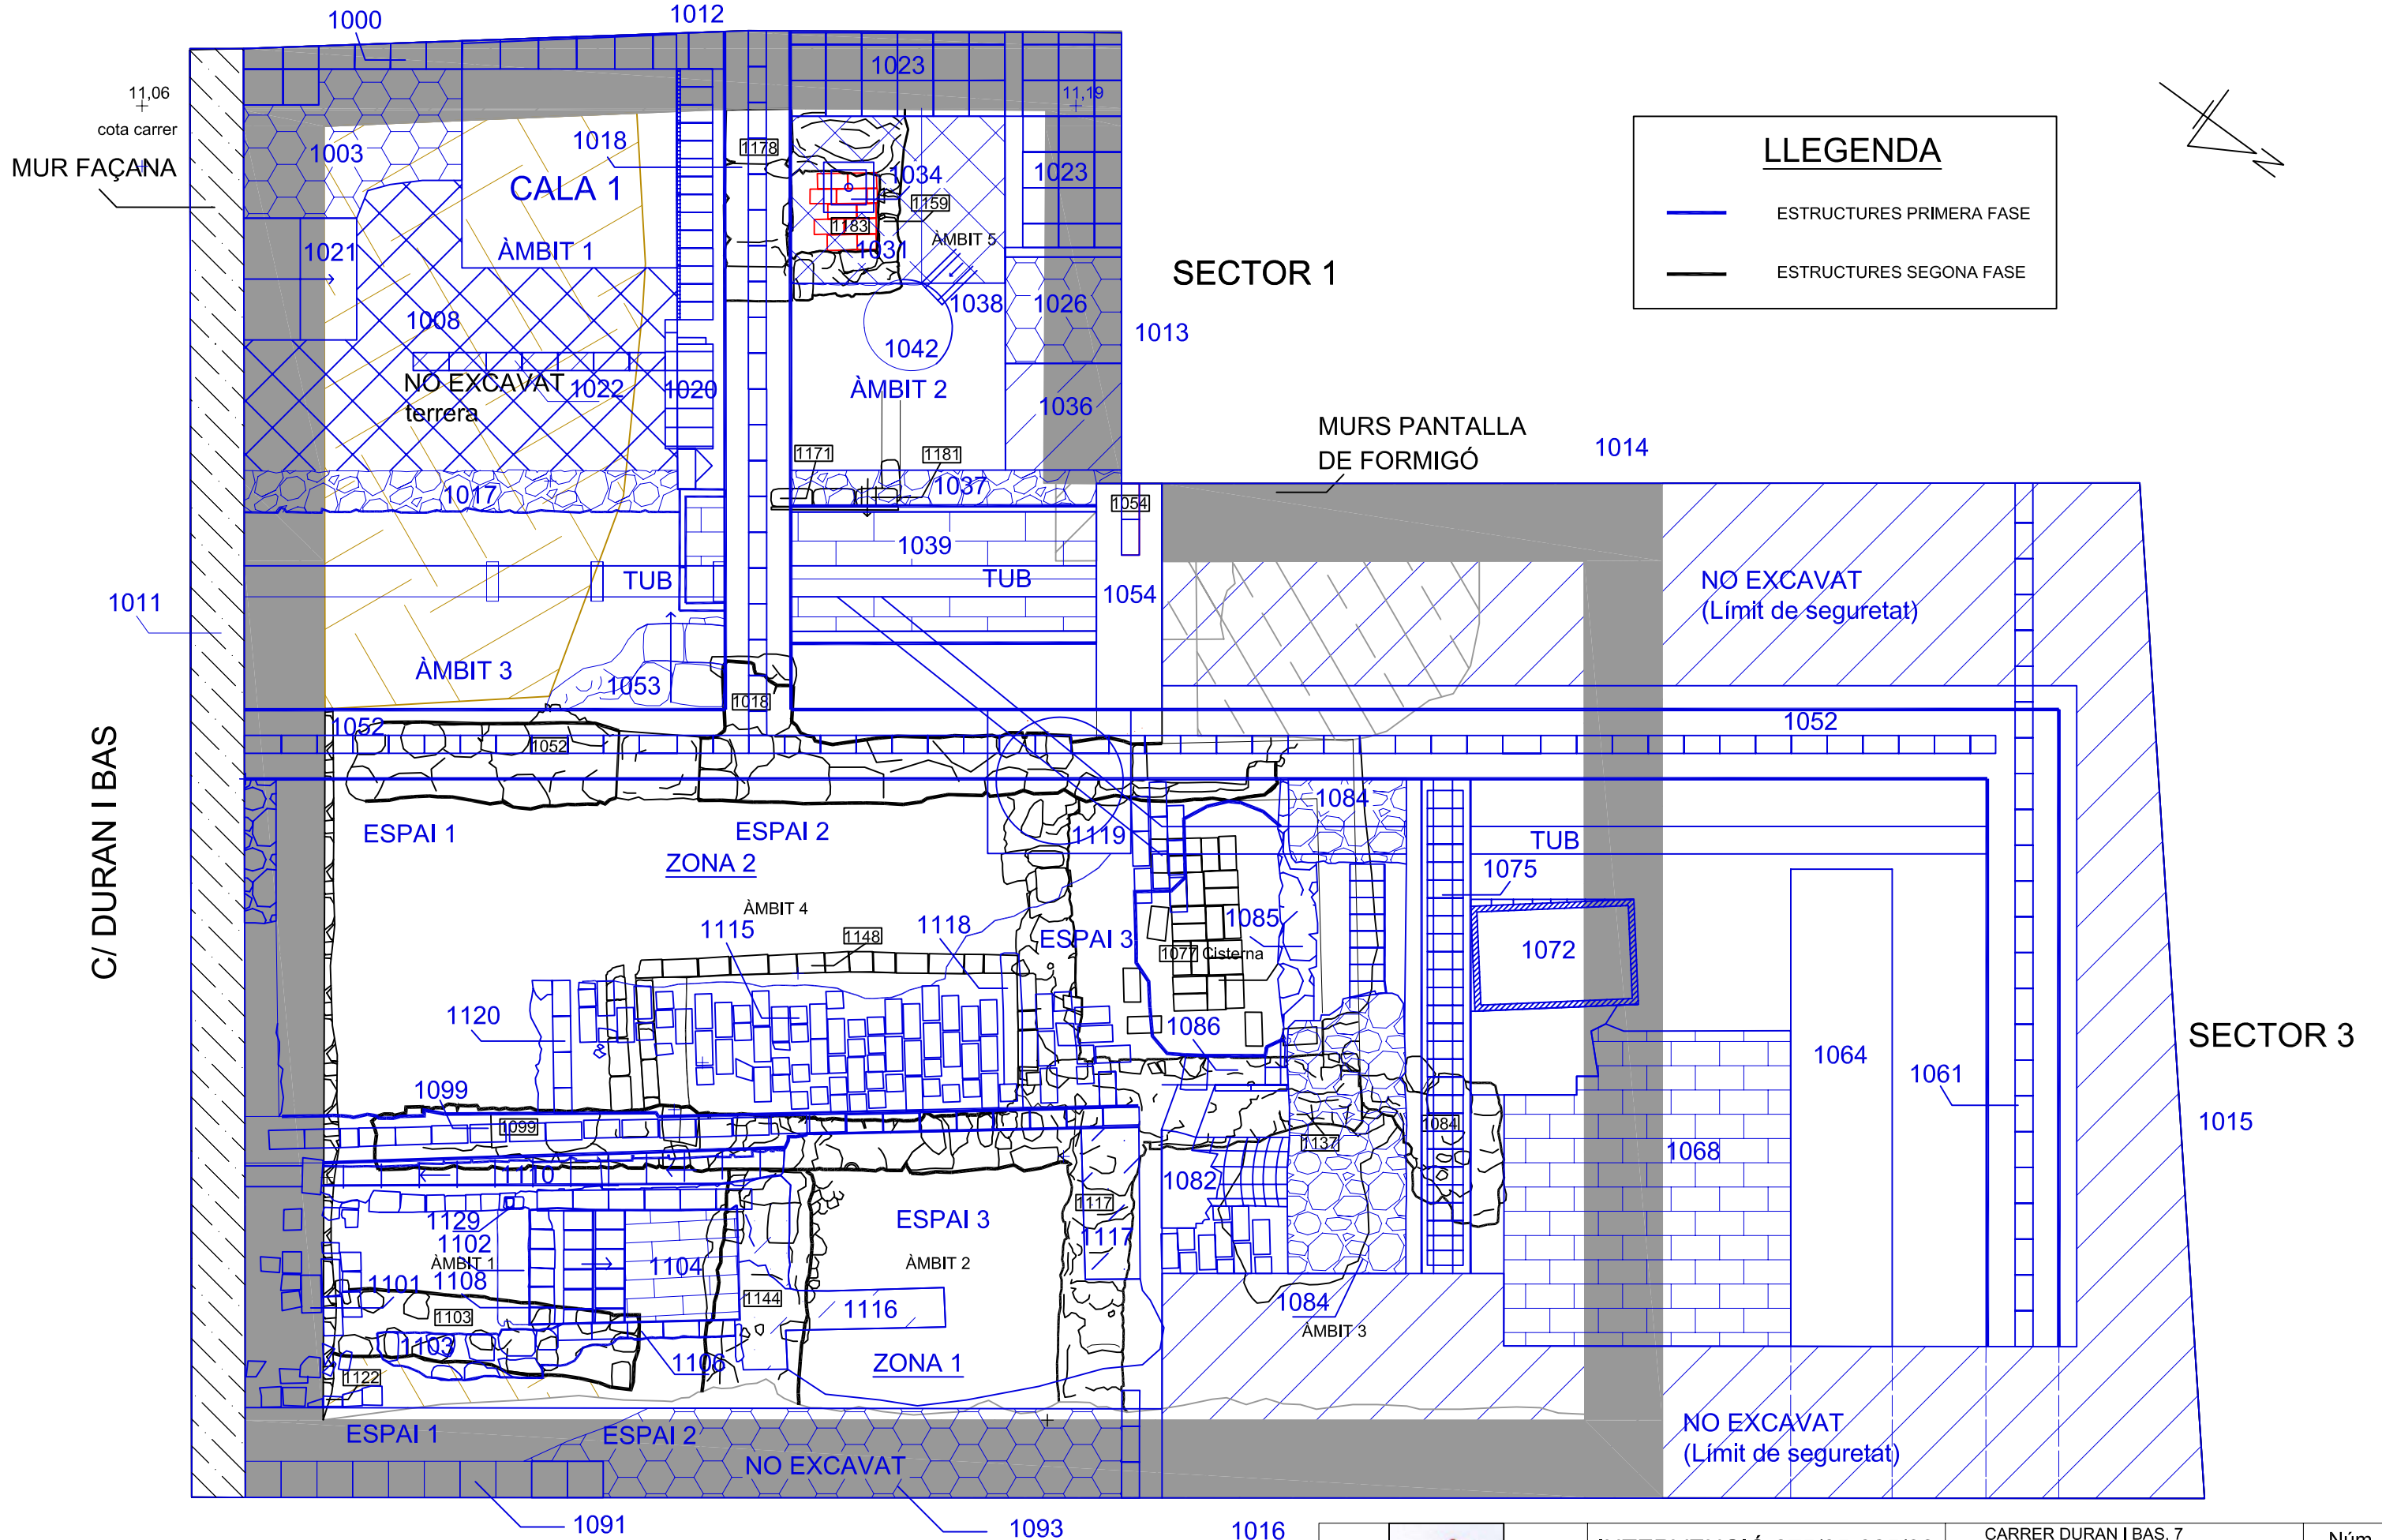 1000
1012
1023
11,06
11,19
cota carrer
MUR FAÇANA
1003
1018
1178
CALA 1
1034
1159
1023
1183
1031
ÀMBIT 5
1021
ÀMBIT 1
SECTOR 1
LLEGENDA
ESTRUCTURES PRIMERA FASE
ESTRUCTURES SEGONA FASE
1008
1038
1026
1013
1042
NO EXCAVAT
terrera
1022
1020
ÀMBIT 2
1036
MURS PANTALLA
DE FORMIGÓ
1014
1171
1181
1017
1037
1054
1039
TUB
TUB
1054
NO EXCAVAT
(Límit de seguretat)
1011
ÀMBIT 3
1053
1018
1052
1052
1052
C/ DURAN I BAS
ESPAI 1
ESPAI 2
1119
1084
TUB
ZONA 2
1075
ÀMBIT 4
1115
1148
1118
ESPAI 3
1085
1077 Cisterna
1072
1120
1086
1064
1061
SECTOR 3
1099
1099
1137
1084
1068
1015
1110
1082
1129
1102
ÀMBIT 1
1101
1108
1104
ESPAI 3
ÀMBIT 2
1117
1117
1103
1144
1116
1084
ÀMBIT 3
1103
1106
1122
ZONA 1
ESPAI 1
ESPAI 2
NO EXCAVAT
NO EXCAVAT
(Límit de seguretat)
1091
1093
1016
CARRER DURAN I BAS, 7